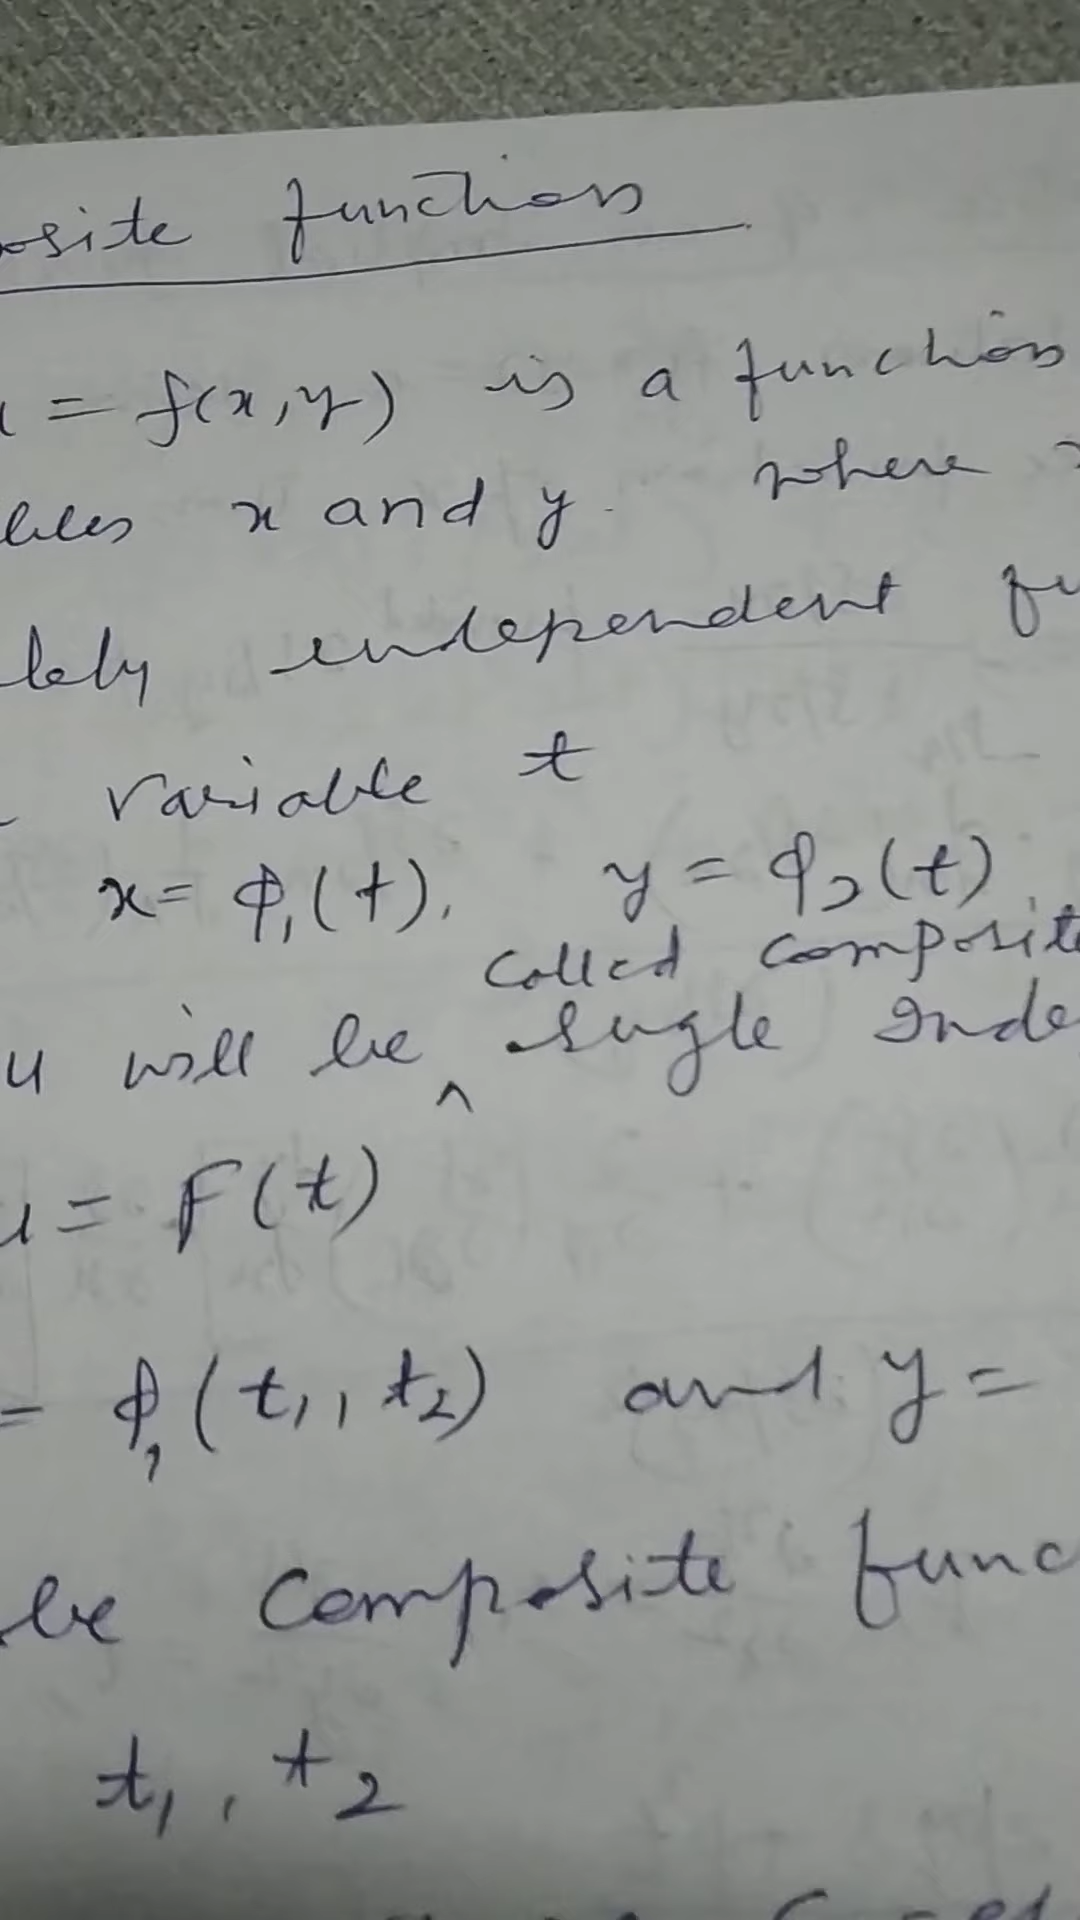 osite function
u = f(x,y) is a function
bles x and y. where x
lely independent fu
variable t
x = φ₁(t), y = φ₂(t)
called composite
u will be ^ single Inde
u = F(t)
= φ₁(t₁, t₂) and y =
be Composite func
t₁, t₂